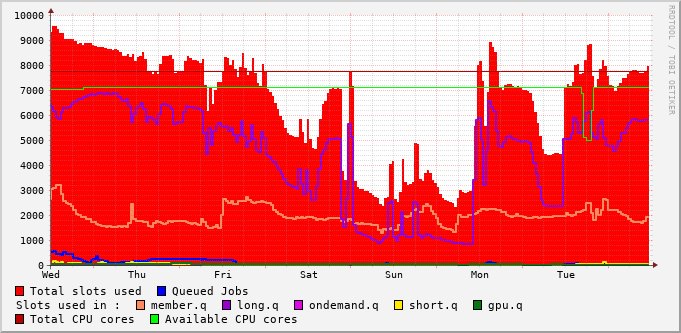 10000
9000
8000
7000
6000
5000
4000
3000
2000
1000
0
Wed Thu Fri Sat Sun Mon Tue
RRDTOOL / TOBI OETIKER
Total slots used Queued Jobs
Slots used in : member.q long.q ondemand.q short.q gpu.q
Total CPU cores Available CPU cores